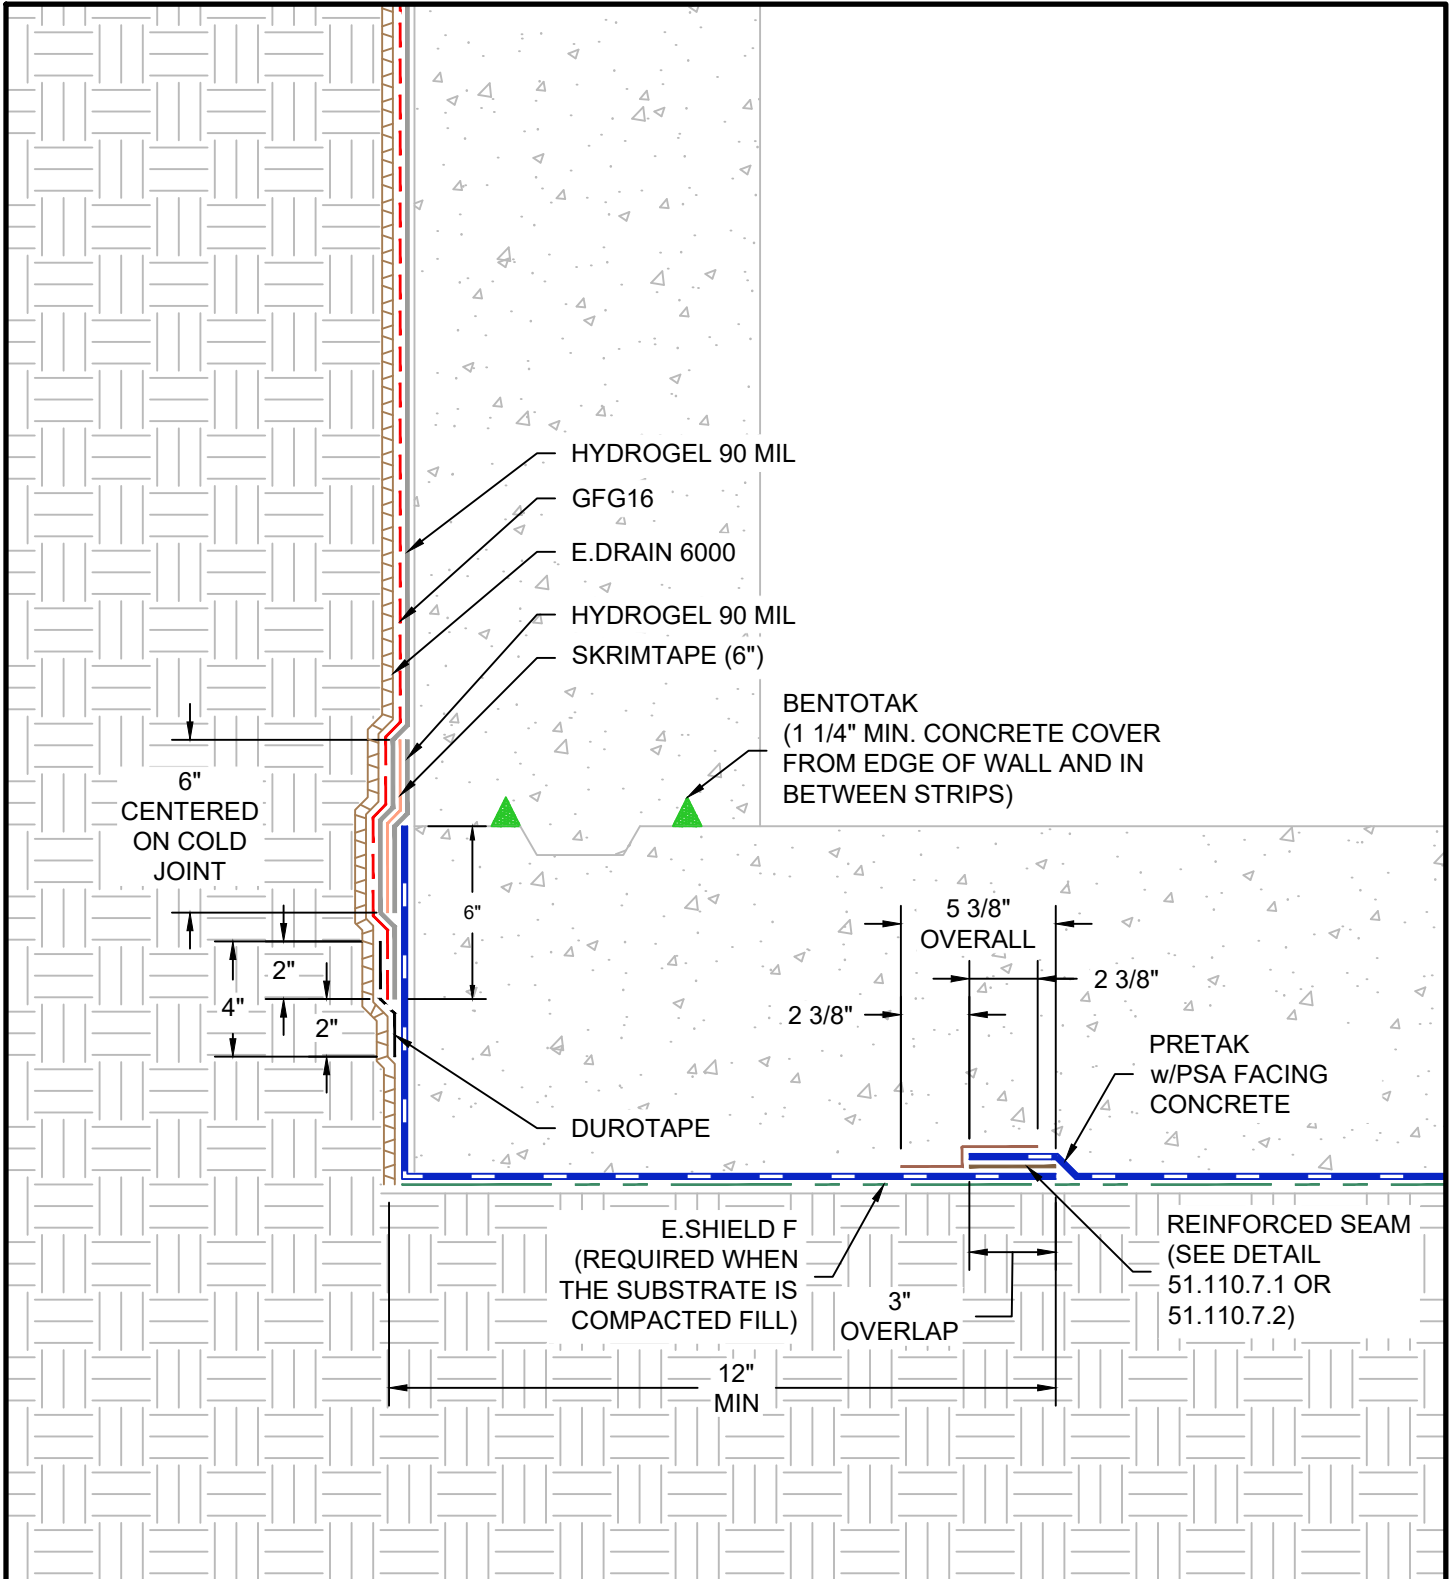 HYDROGEL 90 MIL
GFG16
E.DRAIN 6000
HYDROGEL 90 MIL
SKRIMTAPE (6")
BENTOTAK
(1 1/4" MIN. CONCRETE COVER
FROM EDGE OF WALL AND IN
BETWEEN STRIPS)
6"
CENTERED
ON COLD
JOINT
6"
5 3/8"
OVERALL
2"
4"
2"
2 3/8"
2 3/8"
PRETAK
w/PSA FACING
CONCRETE
DUROTAPE
E.SHIELD F
(REQUIRED WHEN
THE SUBSTRATE IS
COMPACTED FILL)
3"
OVERLAP
REINFORCED SEAM
(SEE DETAIL
51.110.7.1 OR
51.110.7.2)
12"
MIN